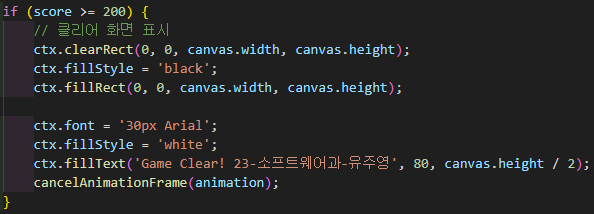 if (score >= 200) {
// 클리어 화면 표시
ctx.clearRect(0, 0, canvas.width, canvas.height);
ctx.fillStyle = 'black';
ctx.fillRect(0, 0, canvas.width, canvas.height);
ctx.font = '30px Arial';
ctx.fillStyle = 'white';
ctx.fillText('Game Clear! 23-소프트웨어과-유주영', 80, canvas.height / 2);
cancelAnimationFrame(animation);
}